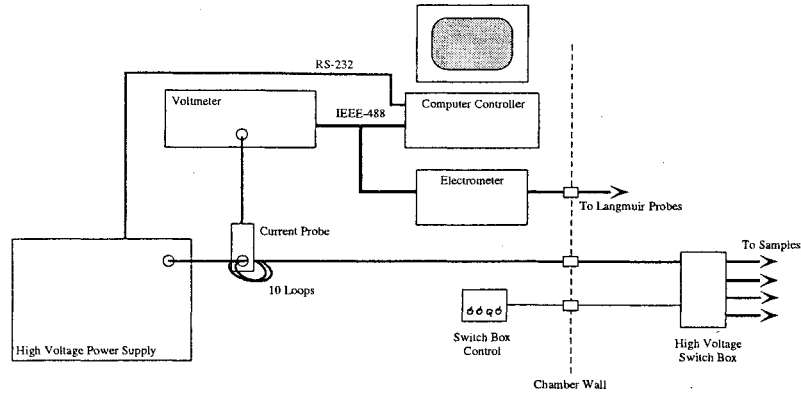 RS-232
Voltmeter
IEEE-488
Computer Controller
Electrometer
To Langmuir Probes
Current Probe
To Samples
10 Loops
High Voltage Power Supply
Switch Box
Control
High Voltage
Switch Box
Chamber Wall